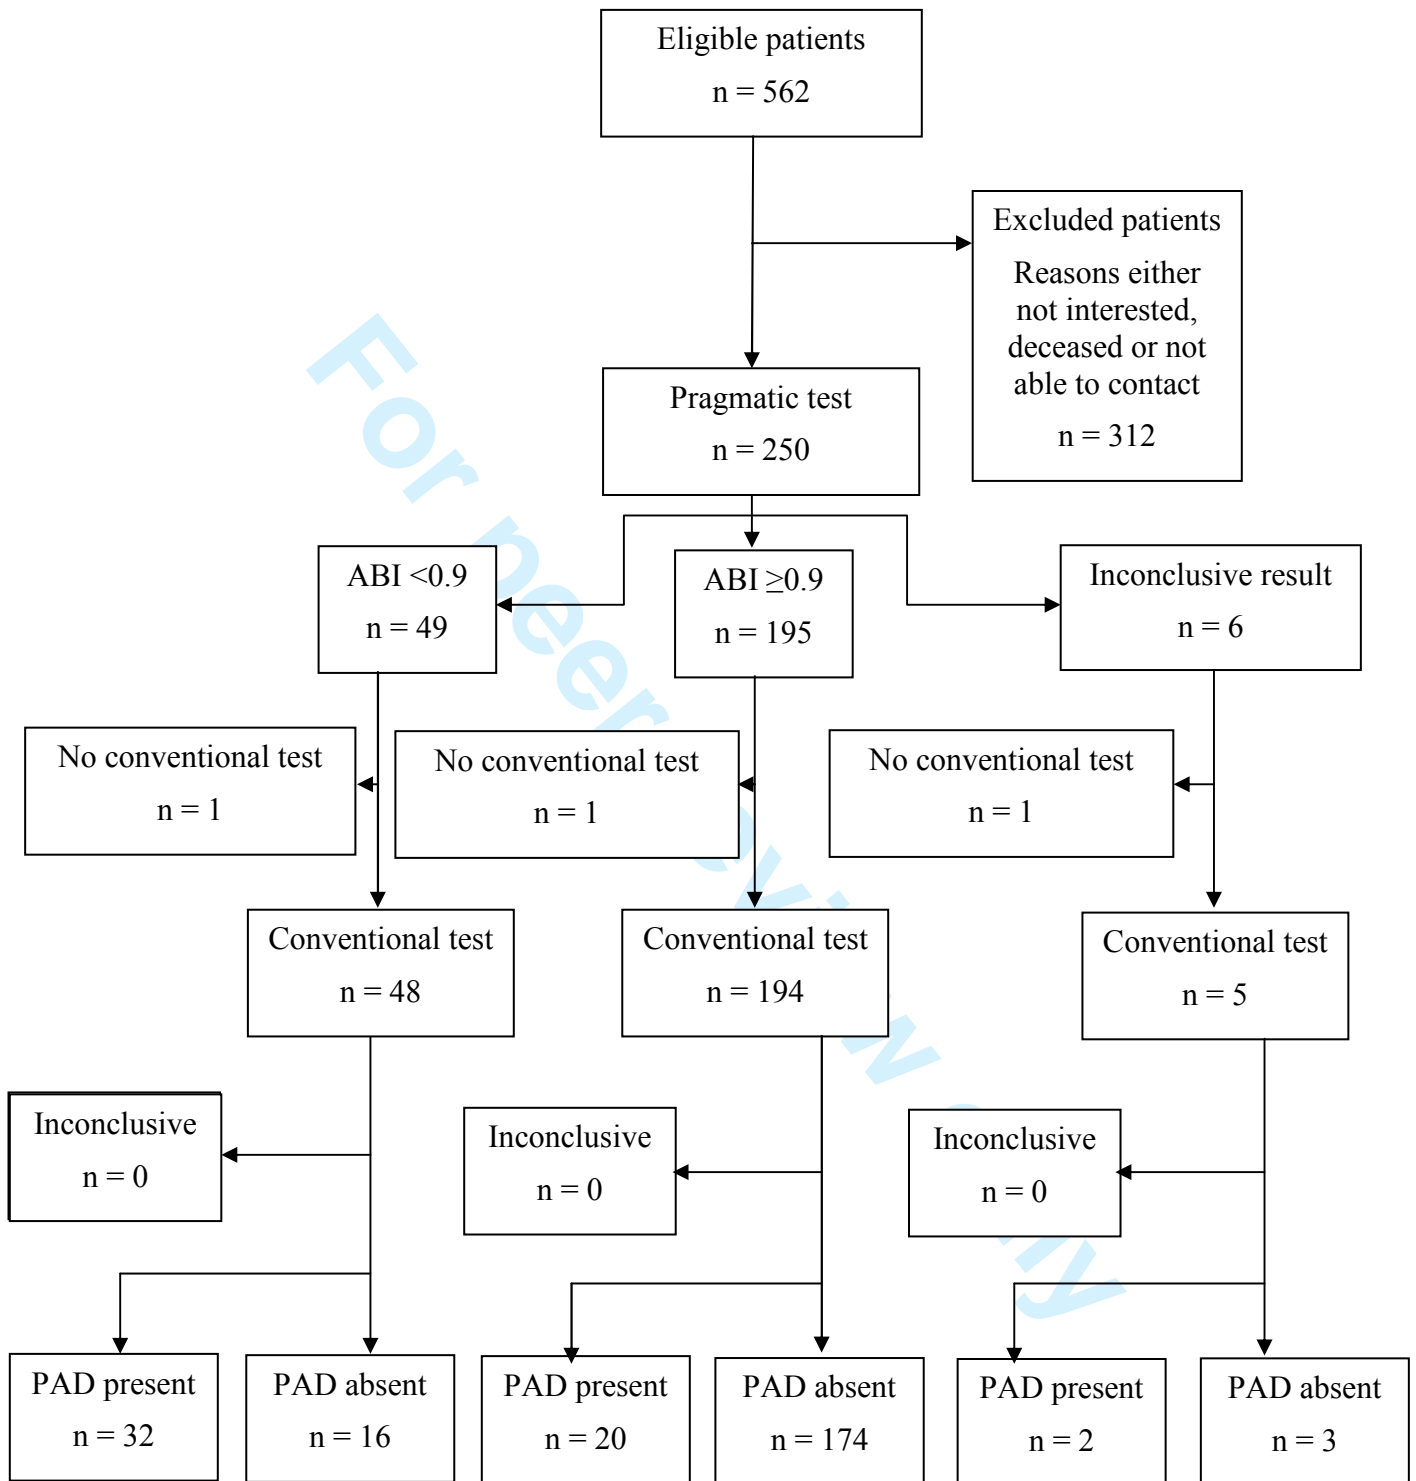 Eligible patients
n = 562
Excluded patients
Reasons either
not interested,
deceased or not
able to contact
n = 312
Pragmatic test
n = 250
ABI <0.9
n = 49
ABI ≥0.9
n = 195
Inconclusive result
n = 6
No conventional test
n = 1
No conventional test
n = 1
No conventional test
n = 1
Conventional test
n = 48
Conventional test
n = 194
Conventional test
n = 5
Inconclusive
n = 0
Inconclusive
n = 0
Inconclusive
n = 0
PAD present
n = 32
PAD absent
n = 16
PAD present
n = 20
PAD absent
n = 174
PAD present
n = 2
PAD absent
n = 3
For peer review only